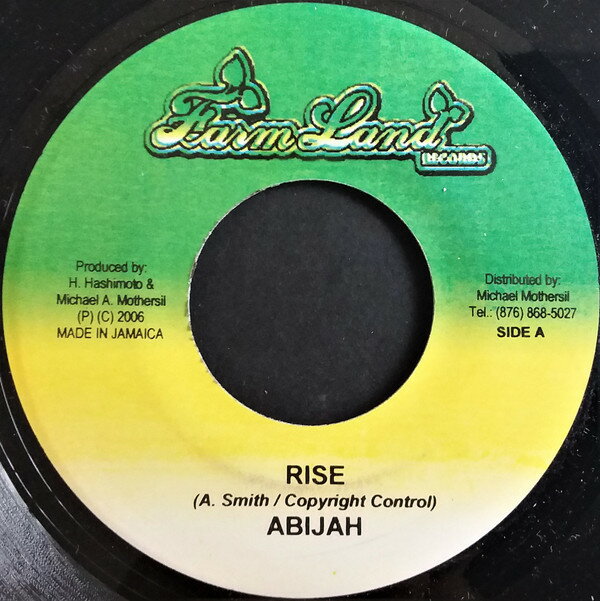 Farm Land
RECORDS
Produced by:
H. Hashimoto &
Michael A. Mothersil
(P) (C) 2006
MADE IN JAMAICA
Distributed by:
Michael Mothersil
Tel.: (876) 868-5027
SIDE A
RISE
(A. Smith / Copyright Control)
ABIJAH